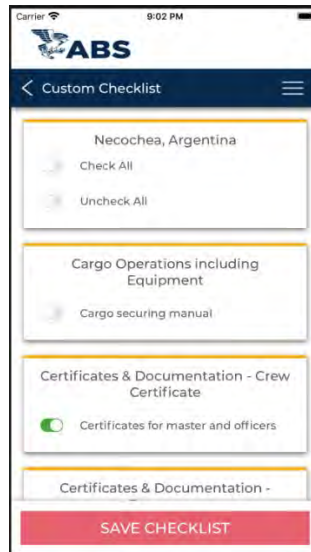 Carrier 9:02 PM
ABS
Custom Checklist
Necochea, Argentina
Check All
Uncheck All
Cargo Operations including
Equipment
Cargo securing manual
Certificates & Documentation - Crew
Certificate
Certificates for master and officers
Certificates & Documentation -
SAVE CHECKLIST